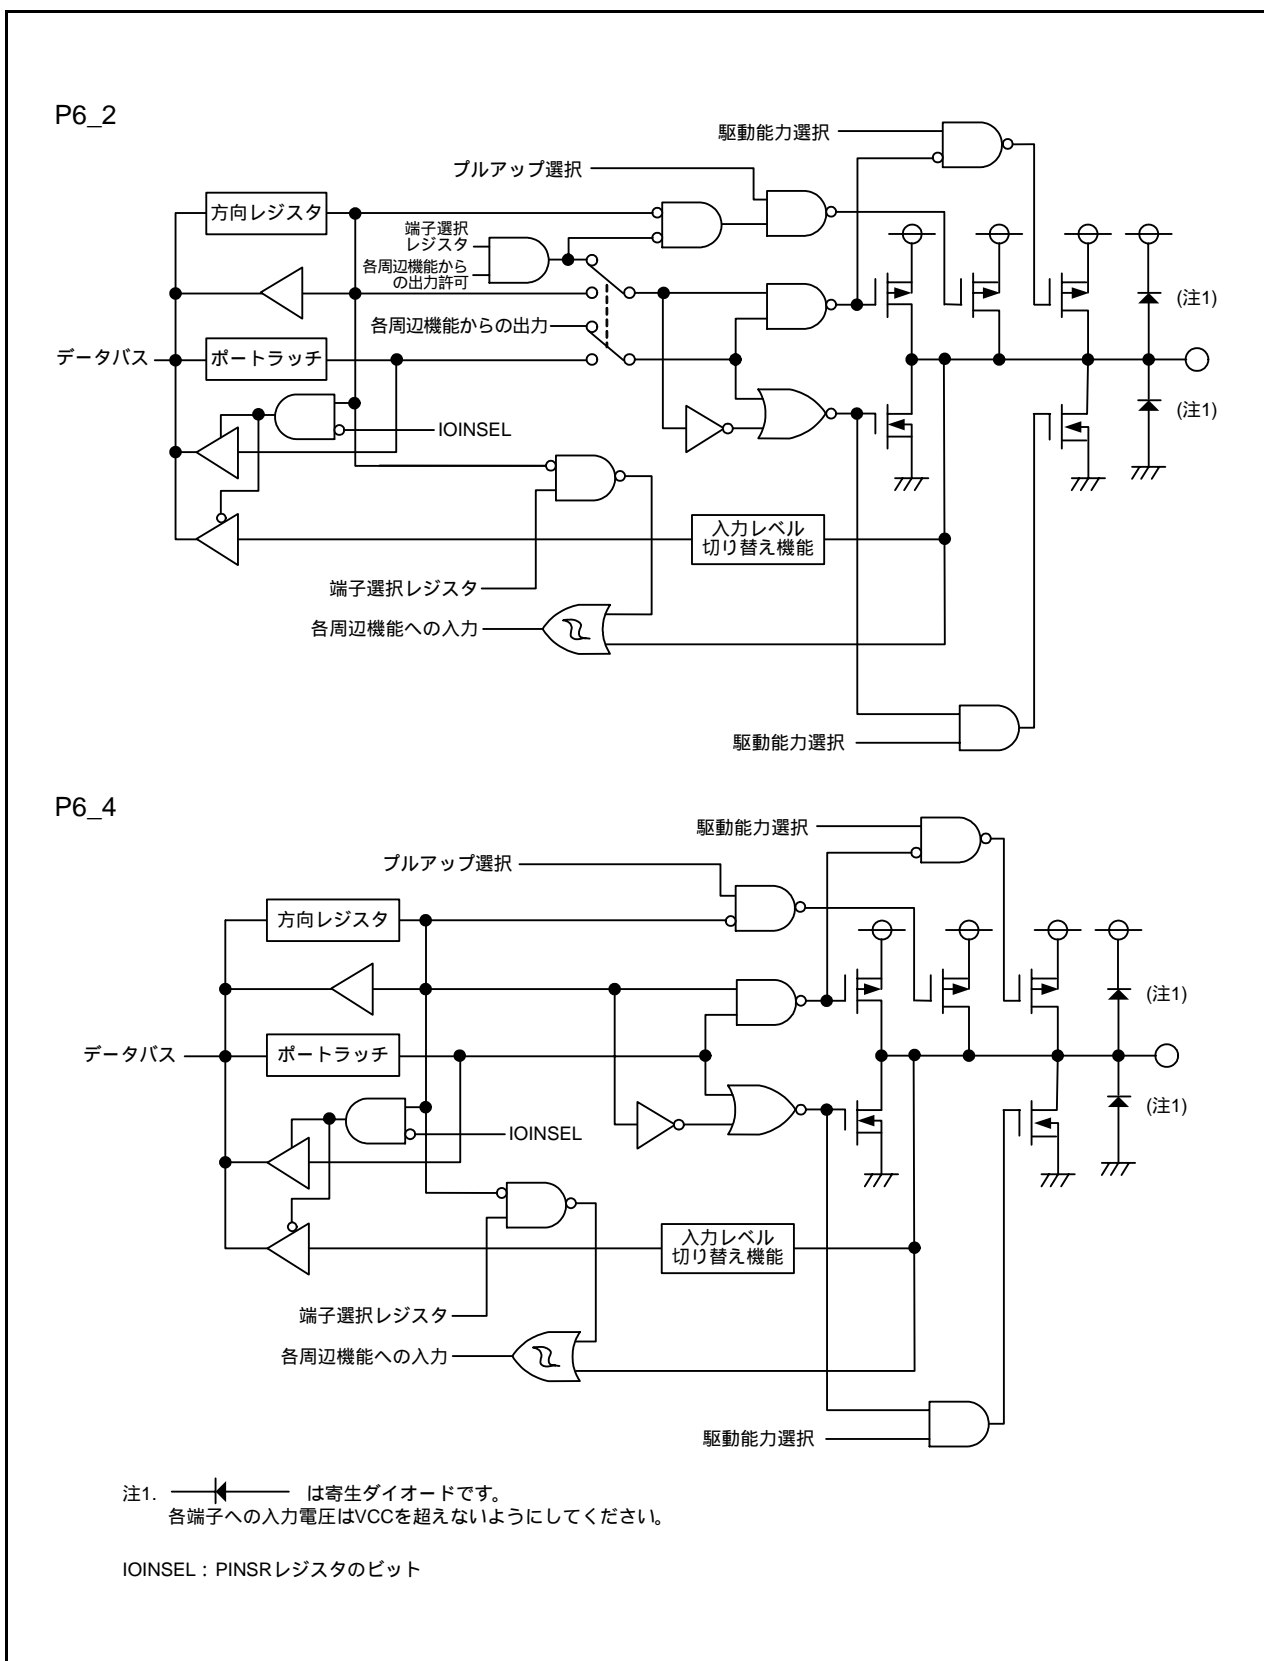 P6_2
駆動能力選択
プルアップ選択
方向レジスタ
端子選択
レジスタ
各周辺機能から
の出力許可
(注1)
各周辺機能からの出力
データバス
ポートラッチ
(注1)
IOINSEL
入力レベル
切り替え機能
端子選択レジスタ
各周辺機能への入力
駆動能力選択
P6_4
駆動能力選択
プルアップ選択
方向レジスタ
(注1)
データバス
ポートラッチ
(注1)
IOINSEL
入力レベル
切り替え機能
端子選択レジスタ
各周辺機能への入力
駆動能力選択
注1. は寄生ダイオードです。
各端子への入力電圧はVCCを超えないようにしてください。
IOINSEL：PINSRレジスタのビット